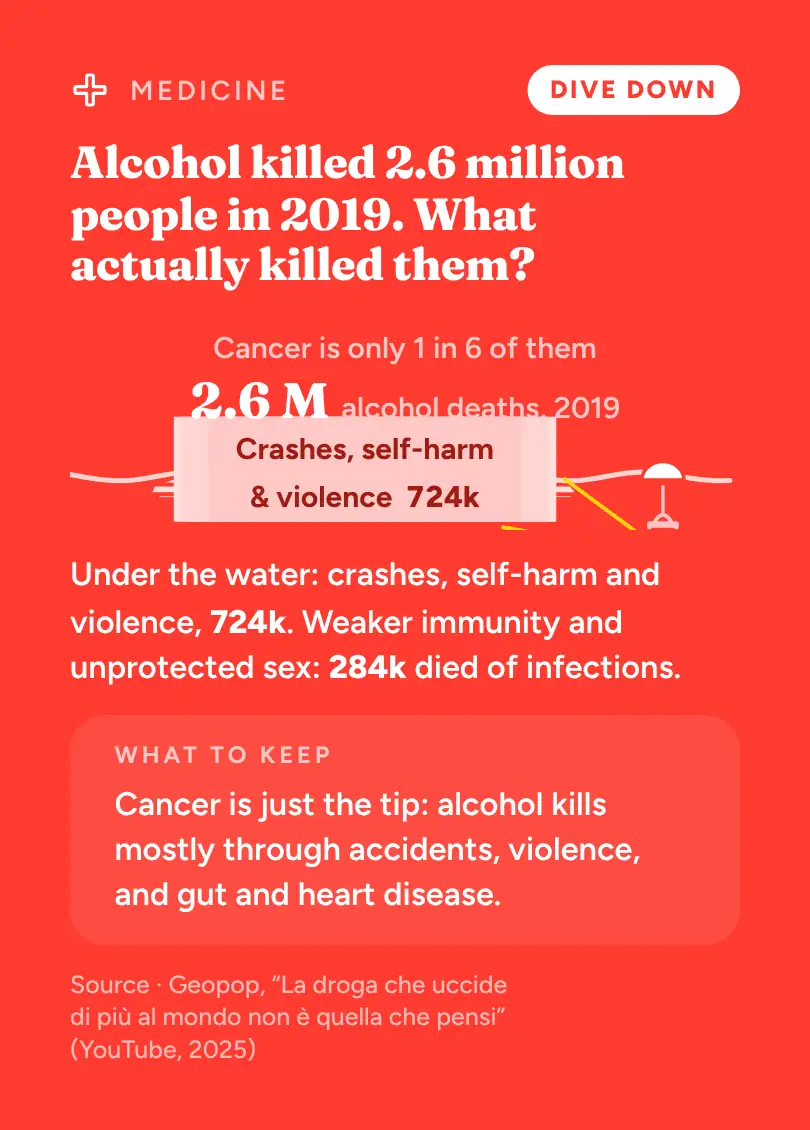 MEDICINE
DIVE DOWN
Alcohol killed 2.6 million
people in 2019. What
actually killed them?
Cancer is only 1 in 6 of them
2.6 M alcohol deaths, 2019
Crashes, self-harm
& violence 724k
Under the water: crashes, self-harm and
violence, 724k. Weaker immunity and
unprotected sex: 284k died of infections.
WHAT TO KEEP
Cancer is just the tip: alcohol kills
mostly through accidents, violence,
and gut and heart disease.
Source · Geopop, “La droga che uccide
di più al mondo non è quella che pensi”
(YouTube, 2025)